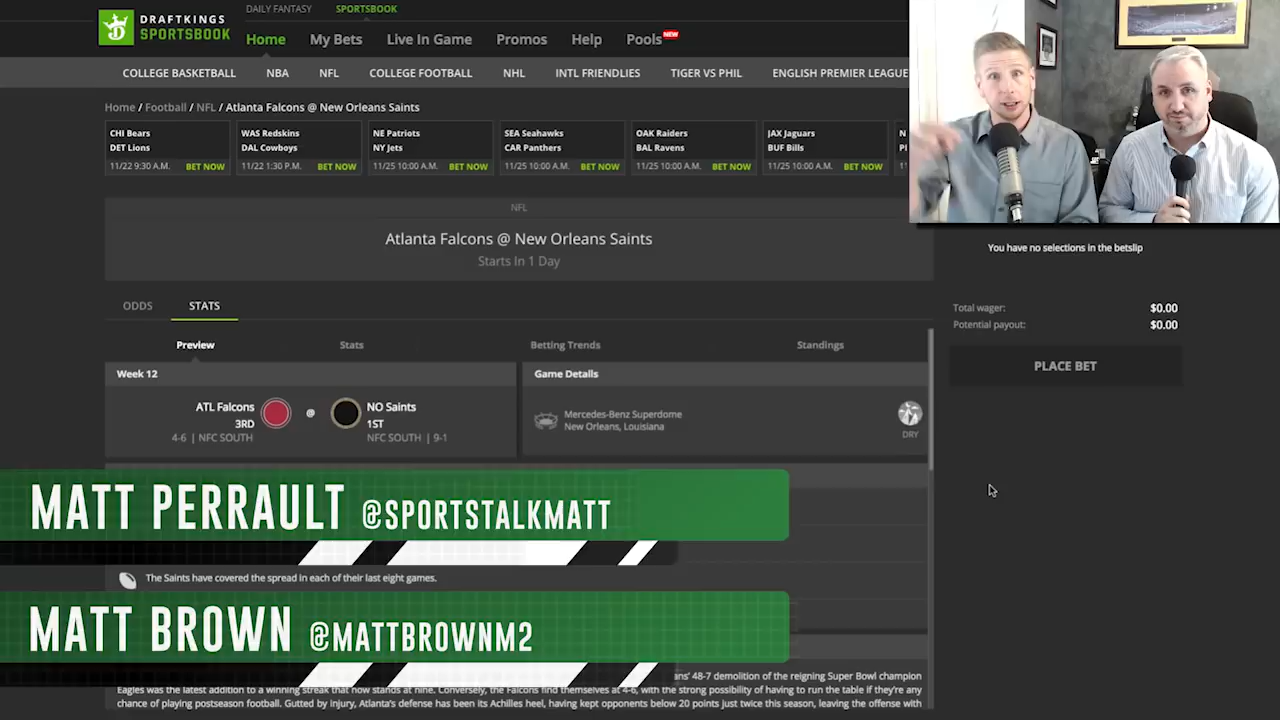 DAILY FANTASY SPORTSBOOK
DRAFTKINGS
SPORTSBOOK
Home My Bets Live In Game Promos Help Pools NEW
COLLEGE BASKETBALL NBA NFL COLLEGE FOOTBALL NHL INTL FRIENDLIES TIGER VS PHIL ENGLISH PREMIER LEAGUE
Home / Football / NFL / Atlanta Falcons @ New Orleans Saints
CHI Bears WAS Redskins NE Patriots SEA Seahawks OAK Raiders JAX Jaguars N
DET Lions DAL Cowboys NY Jets CAR Panthers BAL Ravens BUF Bills PI
11/22 9:30 A.M. BET NOW 11/22 1:30 P.M. BET NOW 11/25 10:00 A.M. BET NOW 11/25 10:00 A.M. BET NOW 11/25 10:00 A.M. BET NOW 11/25 10:00 A.M. BET NOW 11
NFL
Atlanta Falcons @ New Orleans Saints
Starts In 1 Day
You have no selections in the betslip
Total wager: $0.00
Potential payout: $0.00
PLACE BET
ODDS STATS
Preview Stats Betting Trends Standings
Week 12 Game Details
ATL Falcons @ NO Saints
3RD 1ST
4-6 | NFC SOUTH NFC SOUTH | 9-1
Mercedes-Benz Superdome
New Orleans, Louisiana
DRY
MATT PERRAULT @SPORTSTALKMATT
The Saints have covered the spread in each of their last eight games.
MATT BROWN @MATTBROWNM2
ans' 48-7 demolition of the reigning Super Bowl champion
Eagles was the latest addition to a winning streak that now stands at nine. Conversely, the Falcons find themselves at 4-6, with the strong possibility of having to run the table if they're any
chance of playing postseason football. Gutted by injury, Atlanta's defense has been its Achilles heel, having kept opponents below 20 points just twice this season, leaving the offense with